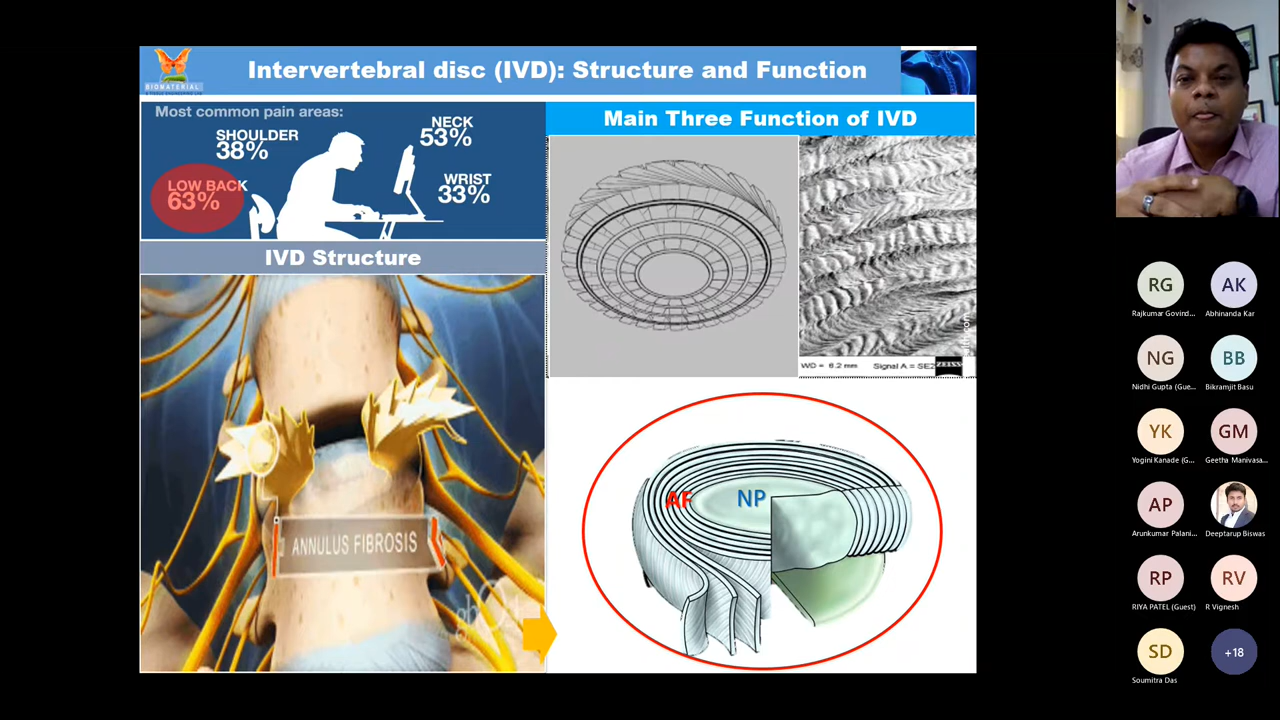 Intervertebral disc (IVD): Structure and Function
BIOMATERIAL
Most common pain areas:
SHOULDER
38%
NECK
53%
LOW BACK
63%
WRIST
33%
IVD Structure
ANNULUS FIBROSIS
Main Three Function of IVD
WD = 6.2 mm
Signal A = SE2
ZEISS
AF
NP
RG
Rajkumar Govind...
AK
Abhinanda Kar
NG
Nidhi Gupta (Gue...
BB
Bikramjit Basu
YK
Yogini Kanade (G...
GM
Geetha Manivasa...
AP
Arunkumar Palani...
Deeptarup Biswas
RP
RIYA PATEL (Guest)
RV
R Vignesh
SD
Soumitra Das
+18